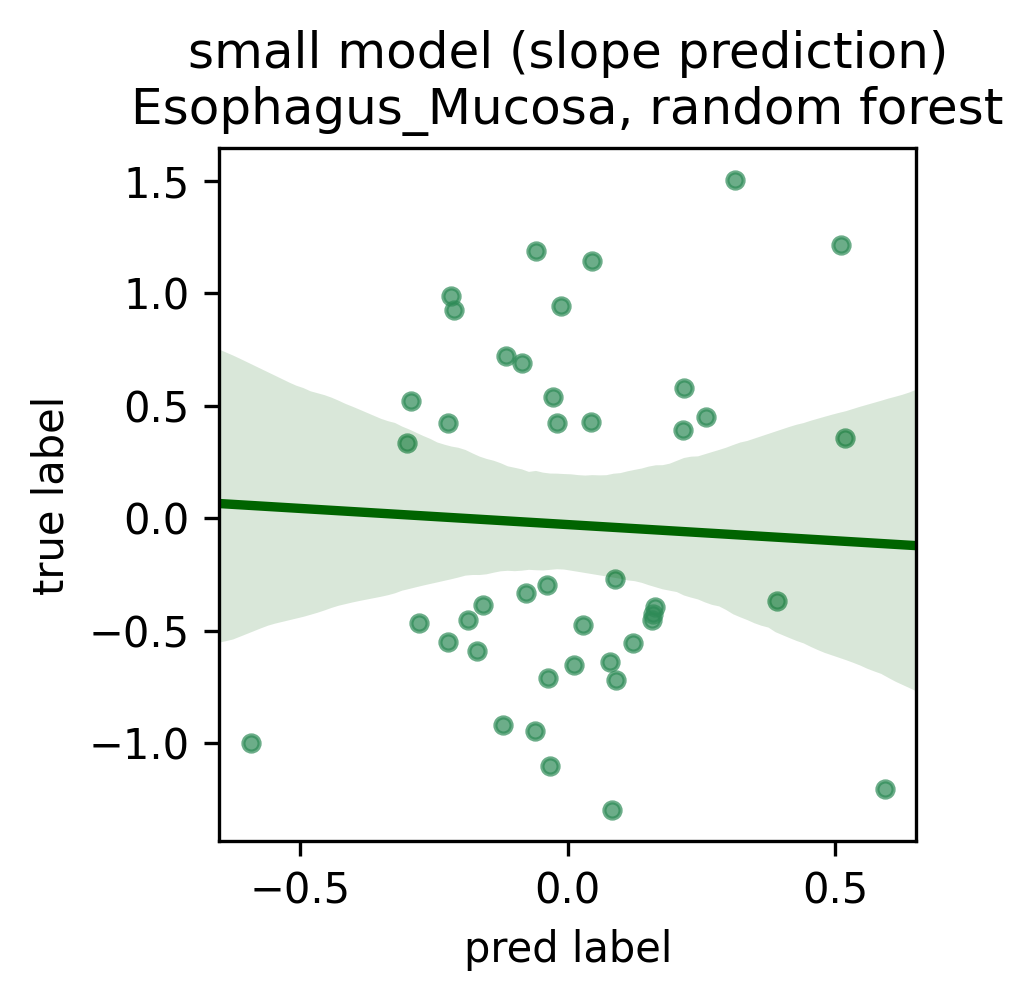 small model (slope prediction)
Esophagus_Mucosa, random forest
1.5
1.0
0.5
0.0
−0.5
−1.0
true label
−0.5 0.0 0.5
pred label